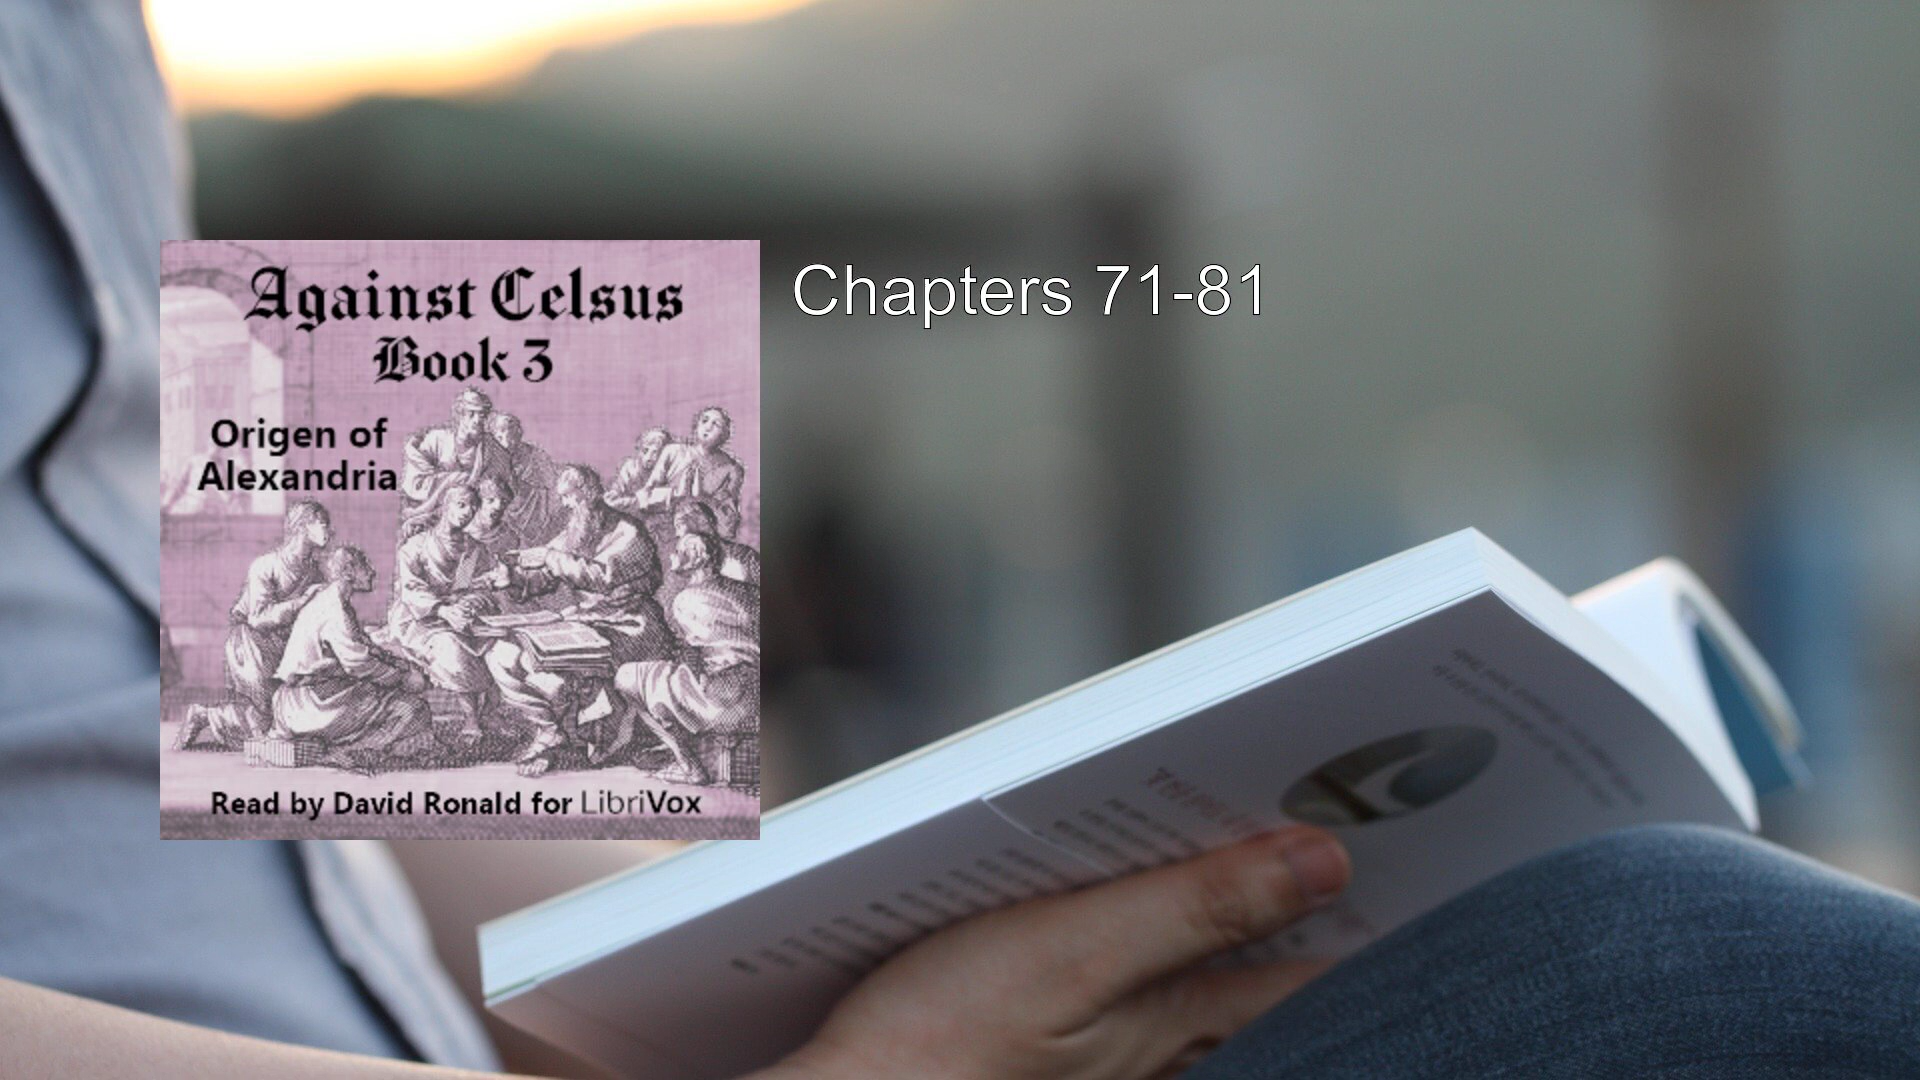 Against Celsus
Book 3
Origen of
Alexandria
Read by David Ronald for LibriVox
Chapters 71-81